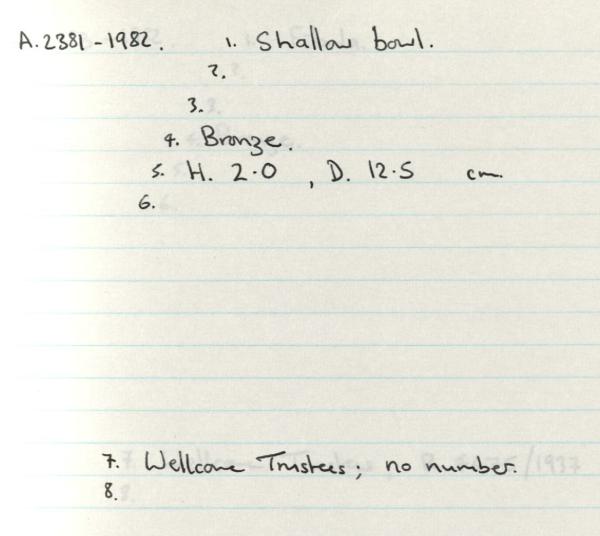 A.2381-1982. 1. Shallow bowl.
2.
3.
4. Bronze.
5. H. 2.0 , D. 12.5 cm.
6.
7. Wellcome Trustees; no number.
8.